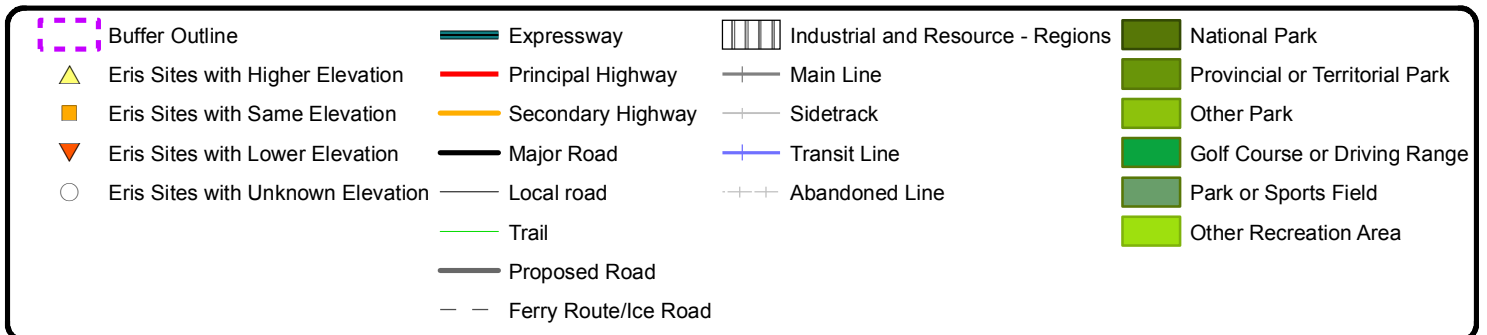 Buffer Outline
Eris Sites with Higher Elevation
Eris Sites with Same Elevation
Eris Sites with Lower Elevation
Eris Sites with Unknown Elevation
Expressway
Principal Highway
Secondary Highway
Major Road
Local road
Trail
Proposed Road
Ferry Route/Ice Road
Industrial and Resource - Regions
Main Line
Sidetrack
Transit Line
Abandoned Line
National Park
Provincial or Territorial Park
Other Park
Golf Course or Driving Range
Park or Sports Field
Other Recreation Area